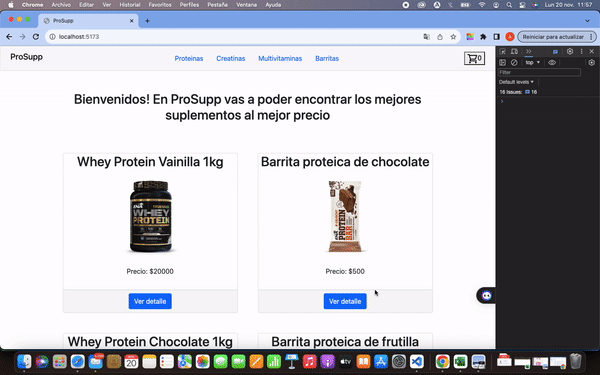 Chrome Archivo Editar Ver Historial Favoritos Perfiles Pestaña Ventana Ayuda
Lun 20 nov. 11:57
ProSupp
localhost:5173
Reiniciar para actualizar
ProSupp
Proteinas Creatinas Multivitaminas Barritas
0
top
Filter
Default levels
16 Issues: 16
Bienvenidos! En ProSupp vas a poder encontrar los mejores
suplementos al mejor precio
Whey Protein Vainilla 1kg
Barrita proteica de chocolate
ENA
WHEY
PROTEIN
PROTEIN
BAR
Precio: $20000
Precio: $500
Ver detalle
Ver detalle
Whey Protein Chocolate 1kg
Barrita proteica de frutilla